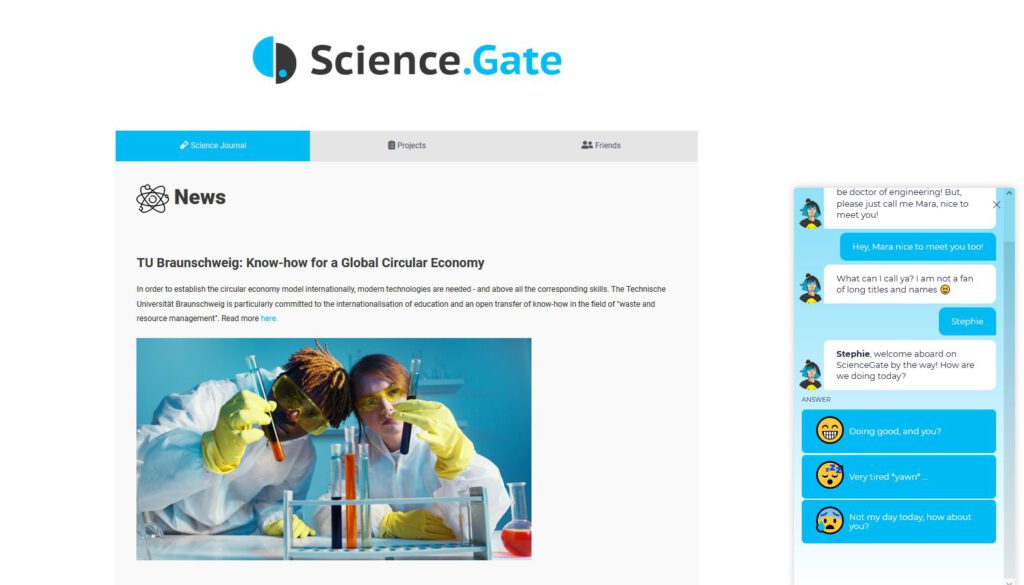 Science.Gate
Science Journal
Projects
Friends
News
TU Braunschweig: Know-how for a Global Circular Economy
In order to establish the circular economy model internationally, modern technologies are needed - and above all the corresponding skills. The Technische
Universität Braunschweig is particularly committed to the internationalisation of education and an open transfer of know-how in the field of "waste and
resource management". Read more here.
be doctor of engineering! But,
please just call me Mara, nice to
meet you!
Hey, Mara nice to meet you too!
What can I call ya? I am not a fan
of long titles and names 😄
Stephie
Stephie, welcome aboard on
ScienceGate by the way! How are
we doing today?
ANSWER
Doing good, and you?
Very tired *yawn* ...
Not my day today, how about
you?